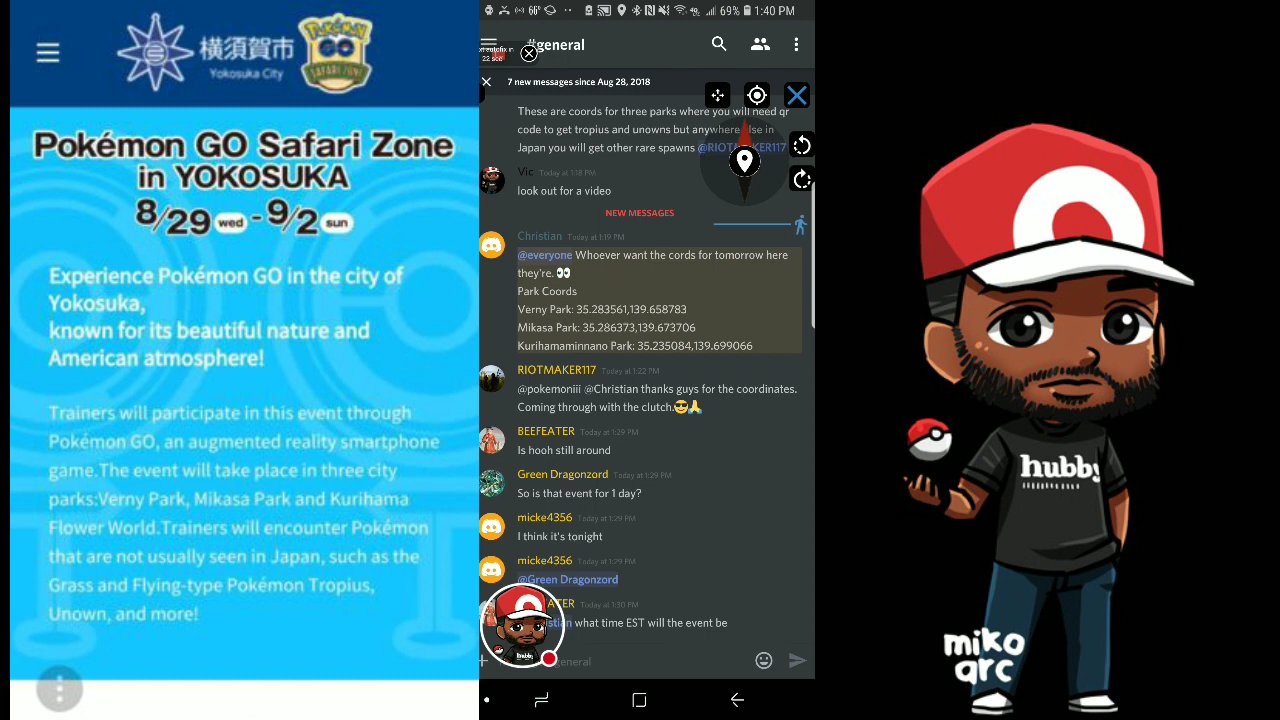 横須賀市
Yokosuka City
Pokémon GO
SAFARI ZONE
Pokémon GO Safari Zone
in YOKOSUKA
8/29 wed - 9/2 sun
Experience Pokémon GO in the city of
Yokosuka,
known for its beautiful nature and
American atmosphere!
Trainers will participate in this event through
Pokémon GO, an augmented reality smartphone
game.The event will take place in three city
parks:Verny Park, Mikasa Park and Kurihama
Flower World.Trainers will encounter Pokémon
that are not usually seen in Japan, such as the
Grass and Flying-type Pokémon Tropius,
Unown, and more!
66° 4G 69% 1:40 PM
#general
22 sec
7 new messages since Aug 28, 2018
These are coords for three parks where you will need qr
code to get tropius and unowns but anywhere else in
Japan you will get other rare spawns @RIOTMAKER117
Vic Today at 1:18 PM
look out for a video
NEW MESSAGES
Christian Today at 1:19 PM
@everyone Whoever want the cords for tomorrow here
they're. 👀
Park Coords
Verny Park: 35.283561,139.658783
Mikasa Park: 35.286373,139.673706
Kurihamaminnano Park: 35.235084,139.699066
RIOTMAKER117 Today at 1:22 PM
@pokemoniii @Christian thanks guys for the coordinates.
Coming through with the clutch.😎🙏
BEEFEATER Today at 1:29 PM
Is hooh still around
Green Dragonzord Today at 1:29 PM
So is that event for 1 day?
micke4356 Today at 1:29 PM
I think it's tonight
micke4356 Today at 1:29 PM
@Green Dragonzord
ATER Today at 1:30 PM
stian what time EST will the event be
general
hubby
hubby
miko
arc